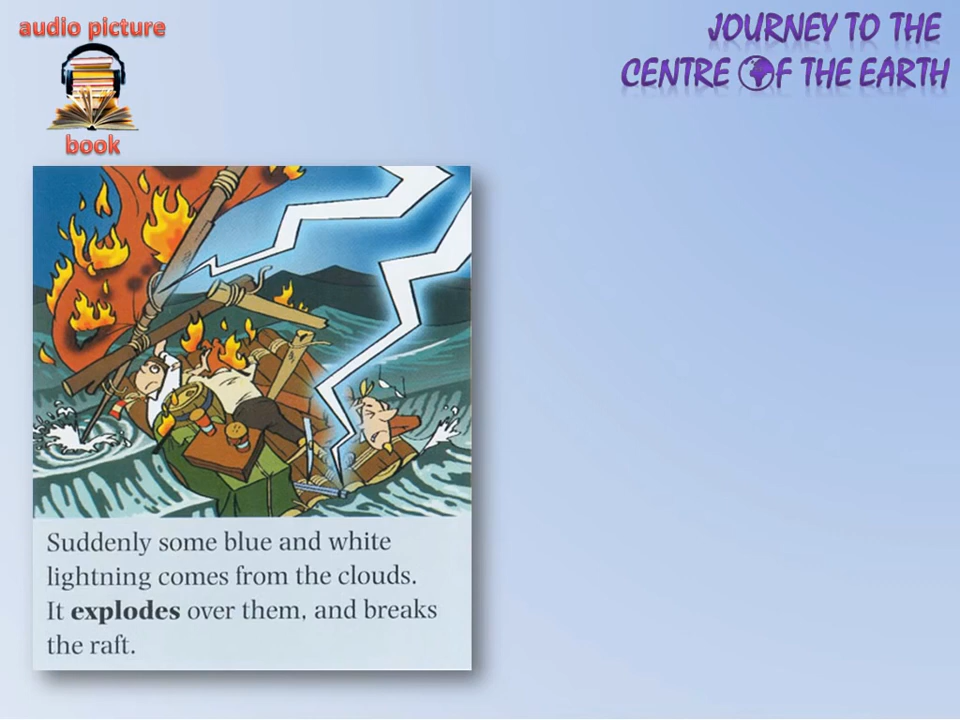 audio picture
book
JOURNEY TO THE
CENTRE OF THE EARTH
Suddenly some blue and white
lightning comes from the clouds.
It explodes over them, and breaks
the raft.